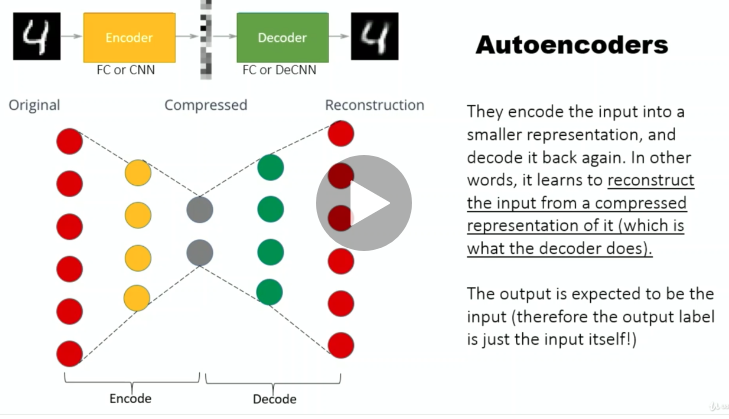 Encoder
Decoder
FC or CNN
FC or DeCNN
Autoencoders
Original
Compressed
Reconstruction
They encode the input into a
smaller representation, and
decode it back again. In other
words, it learns to reconstruct
the input from a compressed
representation of it (which is
what the decoder does).
The output is expected to be the
input (therefore the output label
is just the input itself!)
Encode
Decode